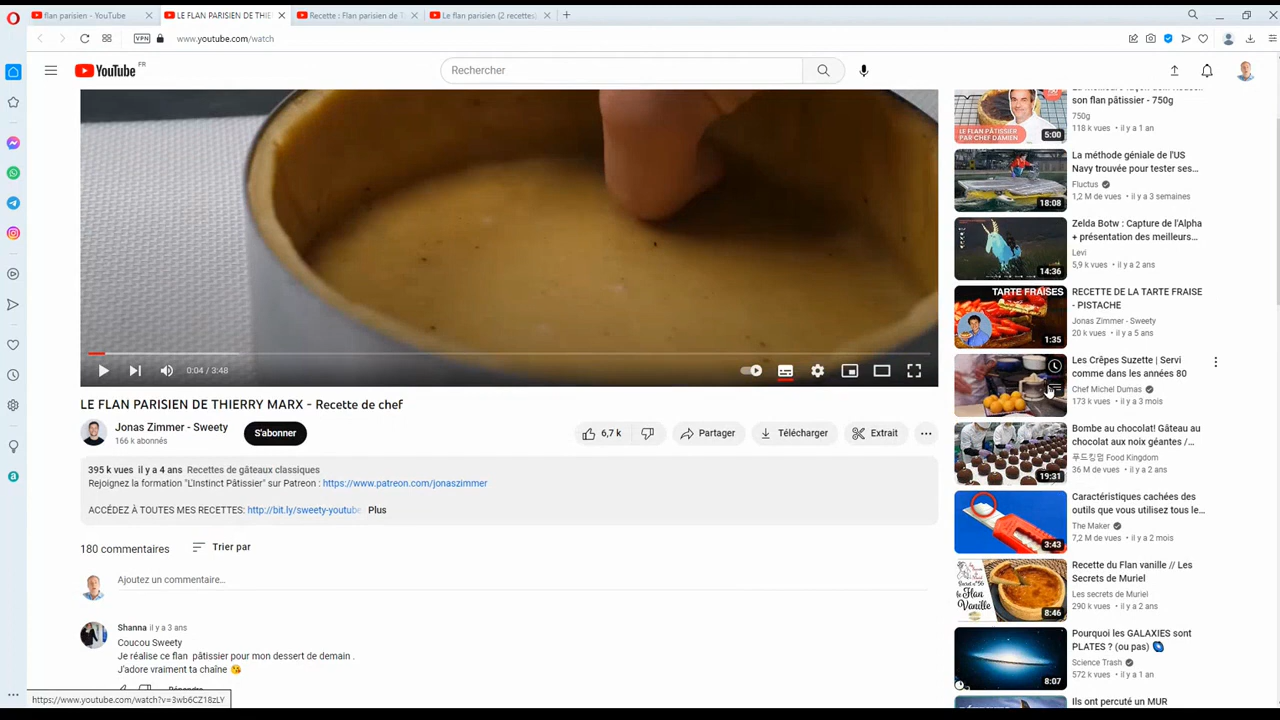 flan parisien - YouTube
LE FLAN PARISIEN DE THIER
Recette : Flan parisien de T
Le flan parisien (2 recettes)
VPN
www.youtube.com/watch
YouTube FR
Rechercher
0:04 / 3:48
LE FLAN PARISIEN DE THIERRY MARX - Recette de chef
Jonas Zimmer - Sweety
166 k abonnés
S'abonner
6,7 k
Partager
Télécharger
Extrait
395 k vues il y a 4 ans Recettes de gâteaux classiques
Rejoignez la formation "L'Instinct Pâtissier" sur Patreon : https://www.patreon.com/jonaszimmer
ACCÉDEZ À TOUTES MES RECETTES: http://bit.ly/sweety-youtube. Plus
180 commentaires
Trier par
Ajoutez un commentaire...
Shanna il y a 3 ans
Coucou Sweety
Je réalise ce flan pâtissier pour mon dessert de demain .
J'adore vraiment ta chaîne 😘
https://www.youtube.com/watch?v=3wb6CZ18zLY
son flan pâtissier - 750g
750g
118 k vues • il y a 1 an
LE FLAN PÂTISSIER
PAR CHEF DAMIEN
5:00
La méthode géniale de l'US
Navy trouvée pour tester ses...
Fluctus
1,2 M de vues • il y a 3 semaines
18:08
Zelda Botw : Capture de l'Alpha
+ présentation des meilleurs...
Levi
5,9 k vues • il y a 2 ans
14:36
TARTE FRAISES
RECETTE DE LA TARTE FRAISE
- PISTACHE
Jonas Zimmer - Sweety
20 k vues • il y a 5 ans
1:35
Les Crêpes Suzette | Servi
comme dans les années 80
Chef Michel Dumas
173 k vues • il y a 3 mois
Bombe au chocolat! Gâteau au
chocolat aux noix géantes /...
푸드킹덤 Food Kingdom
36 M de vues • il y a 2 ans
19:31
Caractéristiques cachées des
outils que vous utilisez tous le...
The Maker
7,2 M de vues • il y a 2 mois
3:43
Recette du Flan vanille // Les
Secrets de Muriel
Les secrets de Muriel
290 k vues • il y a 2 ans
le Flan
Vanille
8:46
Pourquoi les GALAXIES sont
PLATES ? (ou pas)
Science Trash
572 k vues • il y a 1 an
8:07
Ils ont percuté un MUR